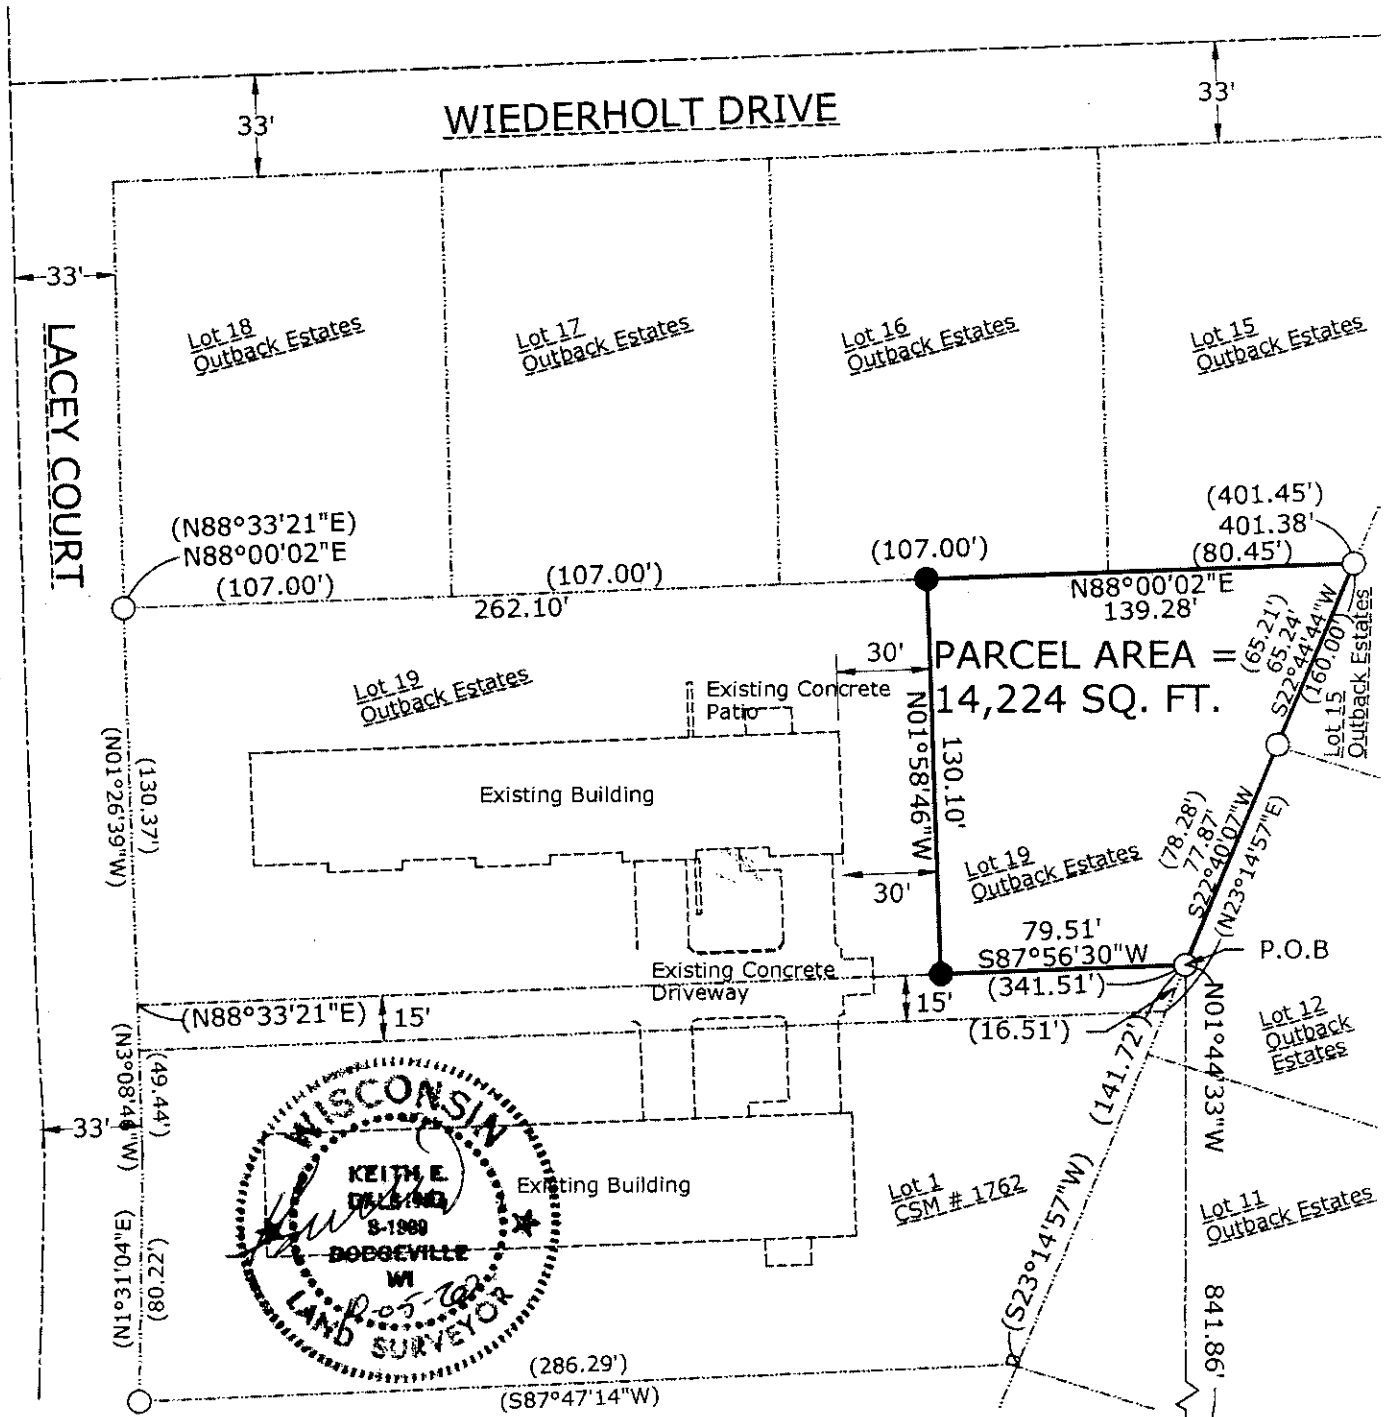 33'
WIEDERHOLT DRIVE
33'
33'
LACEY COURT
Lot 18
Outback Estates
Lot 17
Outback Estates
Lot 16
Outback Estates
Lot 15
Outback Estates
(N88°33'21"E)
N88°00'02"E
(107.00')
(107.00')
262.10'
(107.00')
(401.45')
401.38'
(80.45')
N88°00'02"E
139.28'
(65.21')
65.24'
S22°44'44"W
(160.00')
Lot 15
Outback Estates
PARCEL AREA =
14,224 SQ. FT.
30'
Lot 19
Outback Estates
Existing Concrete
Patio
N01°58'46"W
130.10'
(N01°26'39"W)
(130.37')
Existing Building
30'
Lot 19
Outback Estates
(78.28')
77.87'
S22°40'07"W
(N23°14'57"E)
79.51'
S87°56'30"W
(341.51')
P.O.B
Existing Concrete
Driveway
(N88°33'21"E)
15'
15'
(16.51')
N01°44'33"W
841.86'
Lot 12
Outback
Estates
(N3°08'46"W)
(49.44')
33'
(141.72')
(S23°14'57"W)
WISCONSIN
KEITH E.
DODGEVILLE
WI
LAND SURVEYOR
Existing Building
Lot 1
CSM # 1762
Lot 11
Outback Estates
(N1°31'04"E)
(80.22')
(286.29')
(S87°47'14"W)